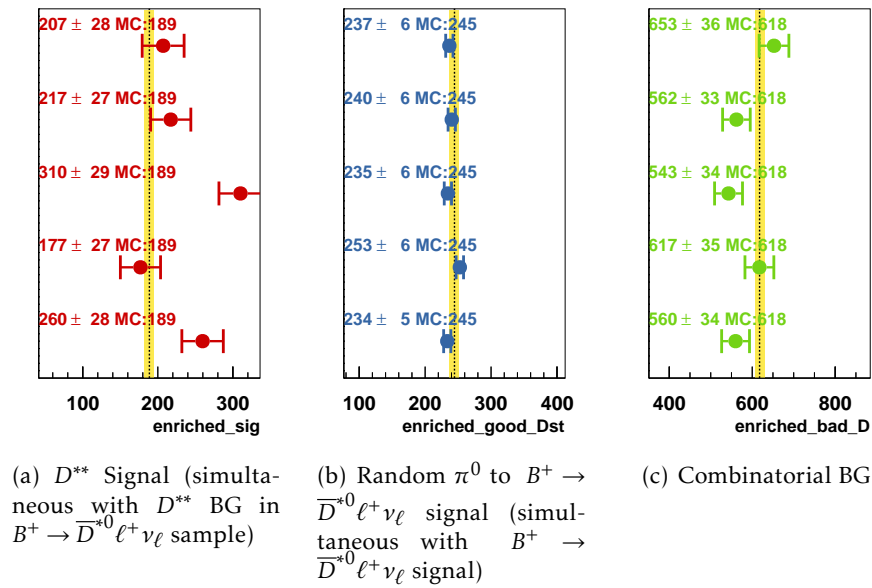 207 ± 28 MC:189
217 ± 27 MC:189
310 ± 29 MC:189
177 ± 27 MC:189
260 ± 28 MC:189
100 200 300
enriched_sig
237 ± 6 MC:245
240 ± 6 MC:245
235 ± 6 MC:245
253 ± 6 MC:245
234 ± 5 MC:245
100 200 300 400
enriched_good_Dst
653 ± 36 MC:618
562 ± 33 MC:618
543 ± 34 MC:618
617 ± 35 MC:618
560 ± 34 MC:618
400 600 800
enriched_bad_D
(a) D** Signal (simulta-
neous with D** BG in
B⁺ → D̅*⁰ℓ⁺νℓ sample)
(b) Random π⁰ to B⁺ →
D̅*⁰ℓ⁺νℓ signal (simul-
taneous with B⁺ →
D̅*⁰ℓ⁺νℓ signal)
(c) Combinatorial BG